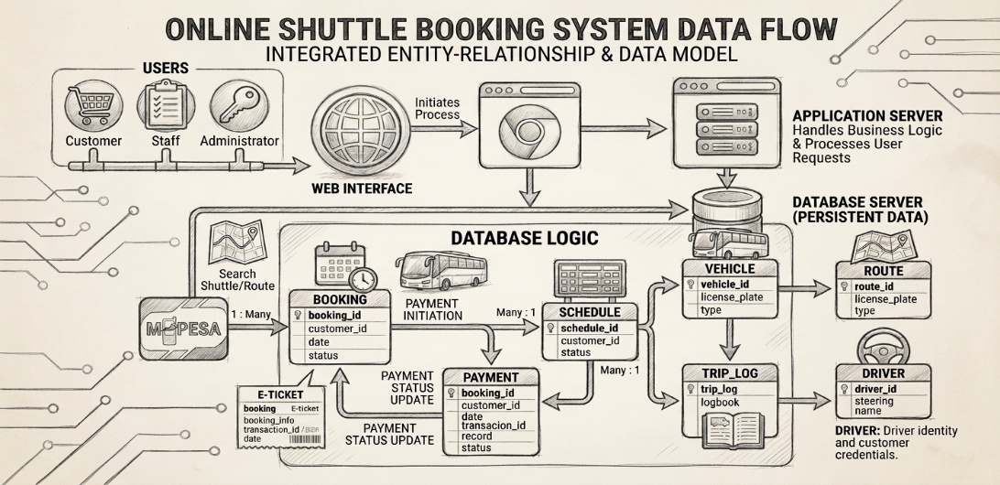 ONLINE SHUTTLE BOOKING SYSTEM DATA FLOW
INTEGRATED ENTITY-RELATIONSHIP & DATA MODEL
USERS
Customer
Staff
Administrator
WEB INTERFACE
Initiates
Process
APPLICATION SERVER
Handles Business Logic
& Processes User
Requests
DATABASE SERVER
(PERSISTENT DATA)
DATABASE LOGIC
Search
Shuttle/Route
M-PESA
1 : Many
BOOKING
booking_id
customer_id
date
status
PAYMENT
INITIATION
Many : 1
SCHEDULE
schedule_id
customer_id
status
Many : 1
VEHICLE
vehicle_id
license_plate
type
ROUTE
route_id
license_plate
type
E-TICKET
booking E-ticket
booking_info
transacion_id
date
PAYMENT
STATUS
UPDATE
PAYMENT
STATUS UPDATE
PAYMENT
booking_id
customer_id
date
transacion_id
record
status
TRIP_LOG
trip_log
logbook
DRIVER
driver_id
steering
name
DRIVER: Driver identity
and customer
credentials.